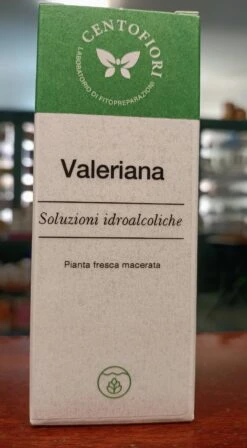 CENTOFIORI
LABORATORIO DI FITOPREPARAZIONI
Valeriana
Soluzioni idroalcoliche
Pianta fresca macerata